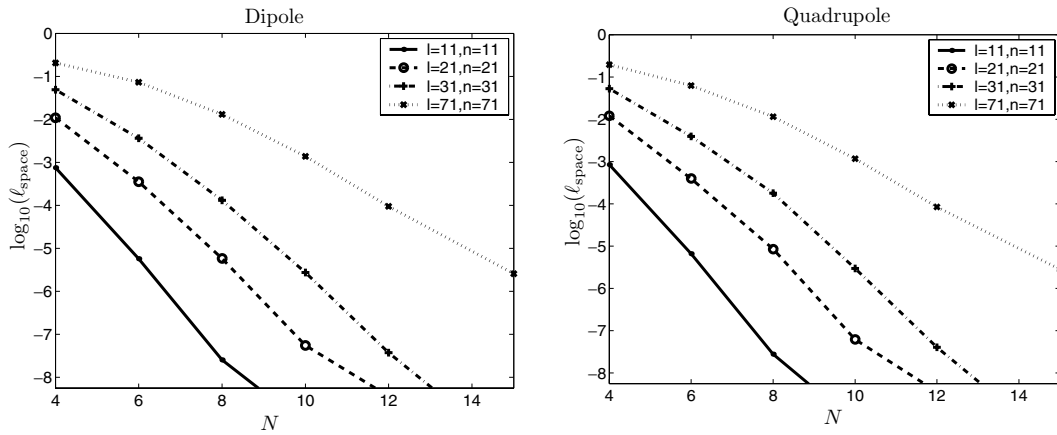 Dipole
0
−1
−2
−3
−4
−5
−6
−7
−8
log₁₀(ℓspace)
4
6
8
10
12
14
N
l=11,n=11
l=21,n=21
l=31,n=31
l=71,n=71
Quadrupole
0
−1
−2
−3
−4
−5
−6
−7
−8
log₁₀(ℓspace)
4
6
8
10
12
14
N
l=11,n=11
l=21,n=21
l=31,n=31
l=71,n=71